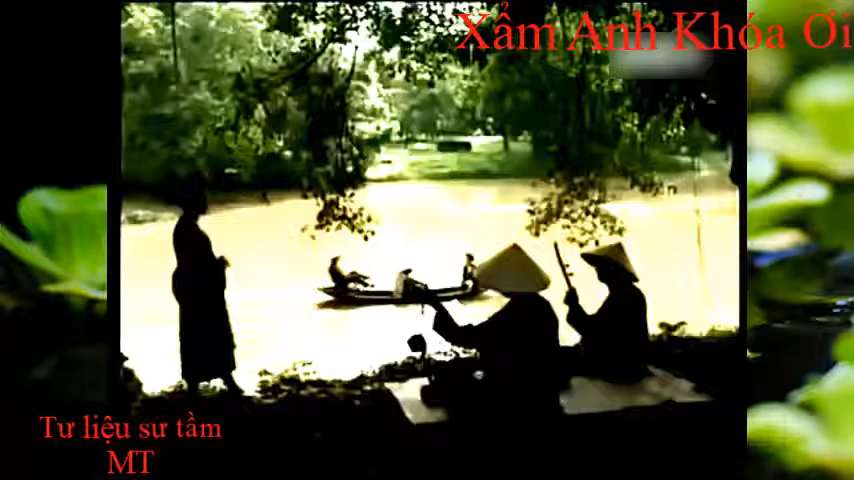 Xẩm Anh Khóa Ơi
Tư liệu sư tầm
MT